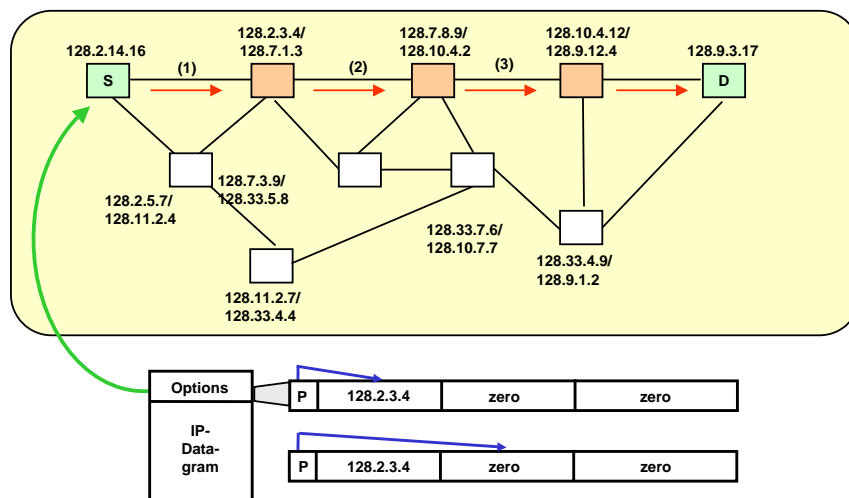 128.2.14.16
128.2.3.4/
128.7.1.3
128.7.8.9/
128.10.4.2
128.10.4.12/
128.9.12.4
128.9.3.17
S
(1)
(2)
(3)
D
128.2.5.7/
128.11.2.4
128.7.3.9/
128.33.5.8
128.33.7.6/
128.10.7.7
128.33.4.9/
128.9.1.2
128.11.2.7/
128.33.4.4
Options
IP-
Data-
gram
P 128.2.3.4 zero zero
P 128.2.3.4 zero zero